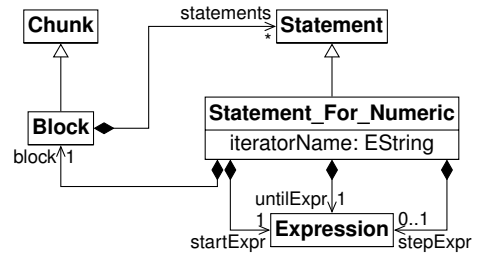 statements
Chunk
Statement
*
Statement_For_Numeric
Block
iteratorName: EString
block 1
untilExpr 1
1
0..1
Expression
startExpr
stepExpr